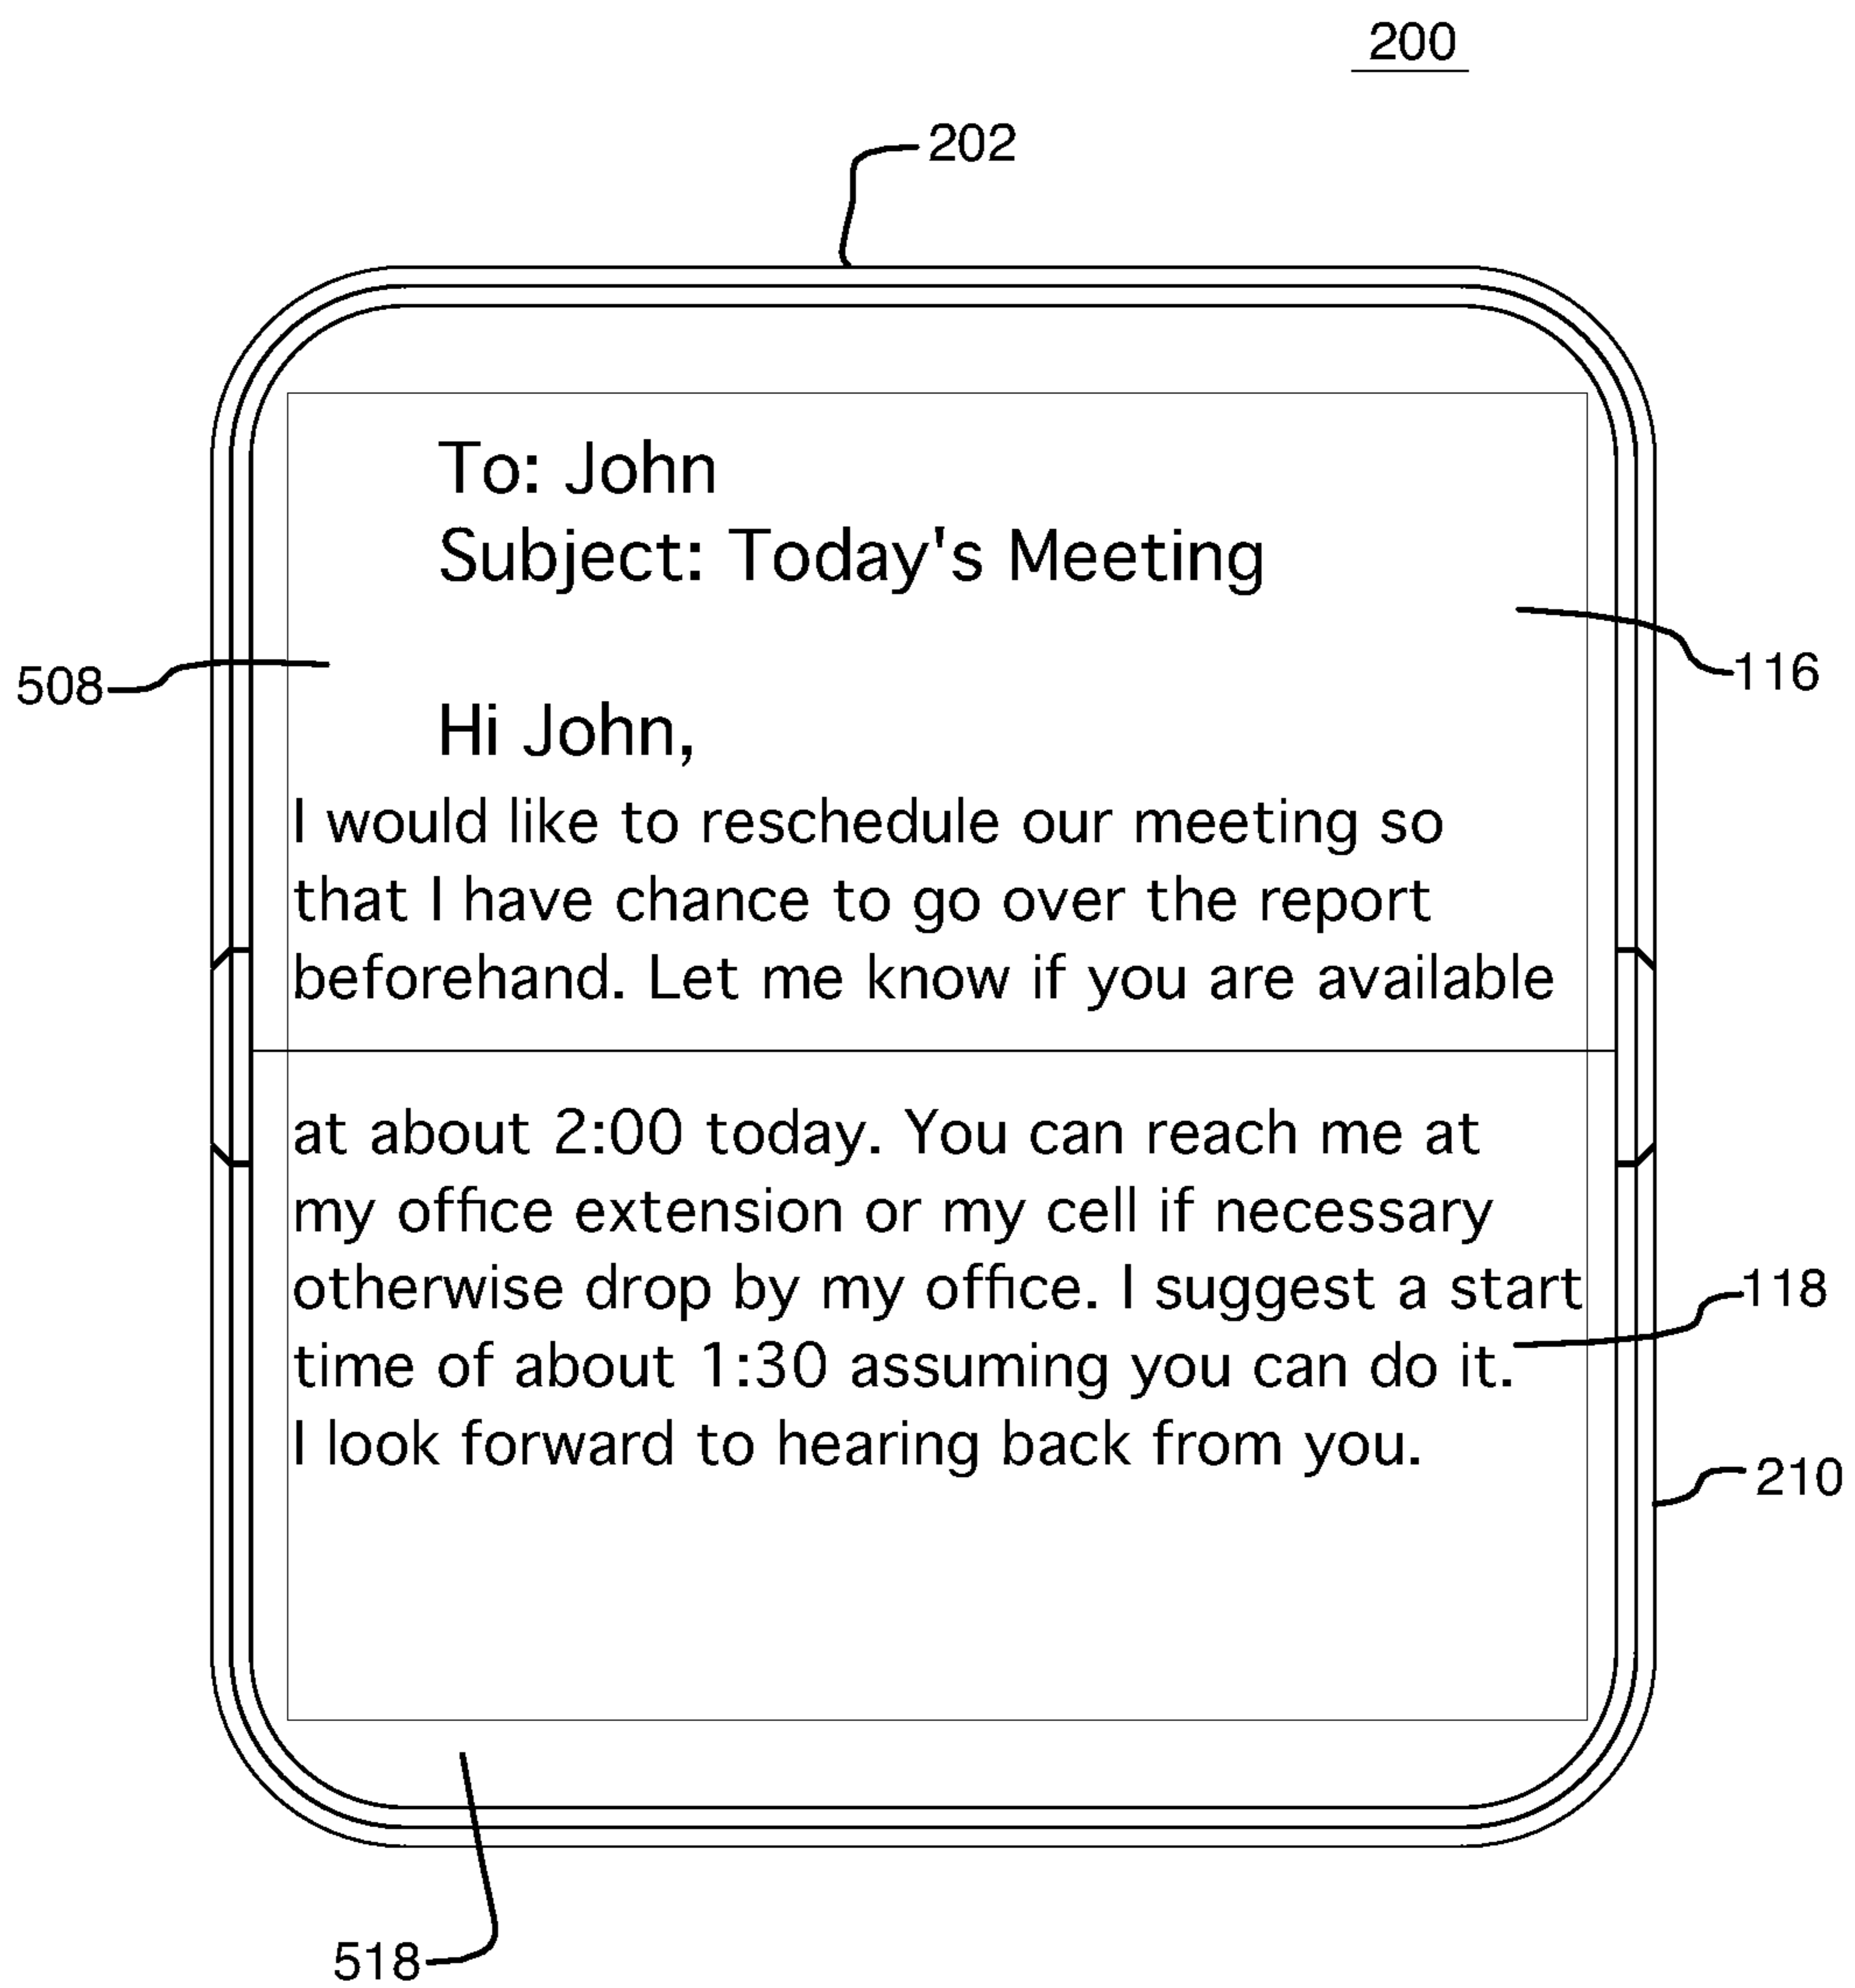 200
202
To: John
Subject: Today's Meeting
116
508
Hi John,
I would like to reschedule our meeting so
that I have chance to go over the report
beforehand. Let me know if you are available
at about 2:00 today. You can reach me at
my office extension or my cell if necessary
otherwise drop by my office. I suggest a start
118
time of about 1:30 assuming you can do it.
I look forward to hearing back from you.
210
518